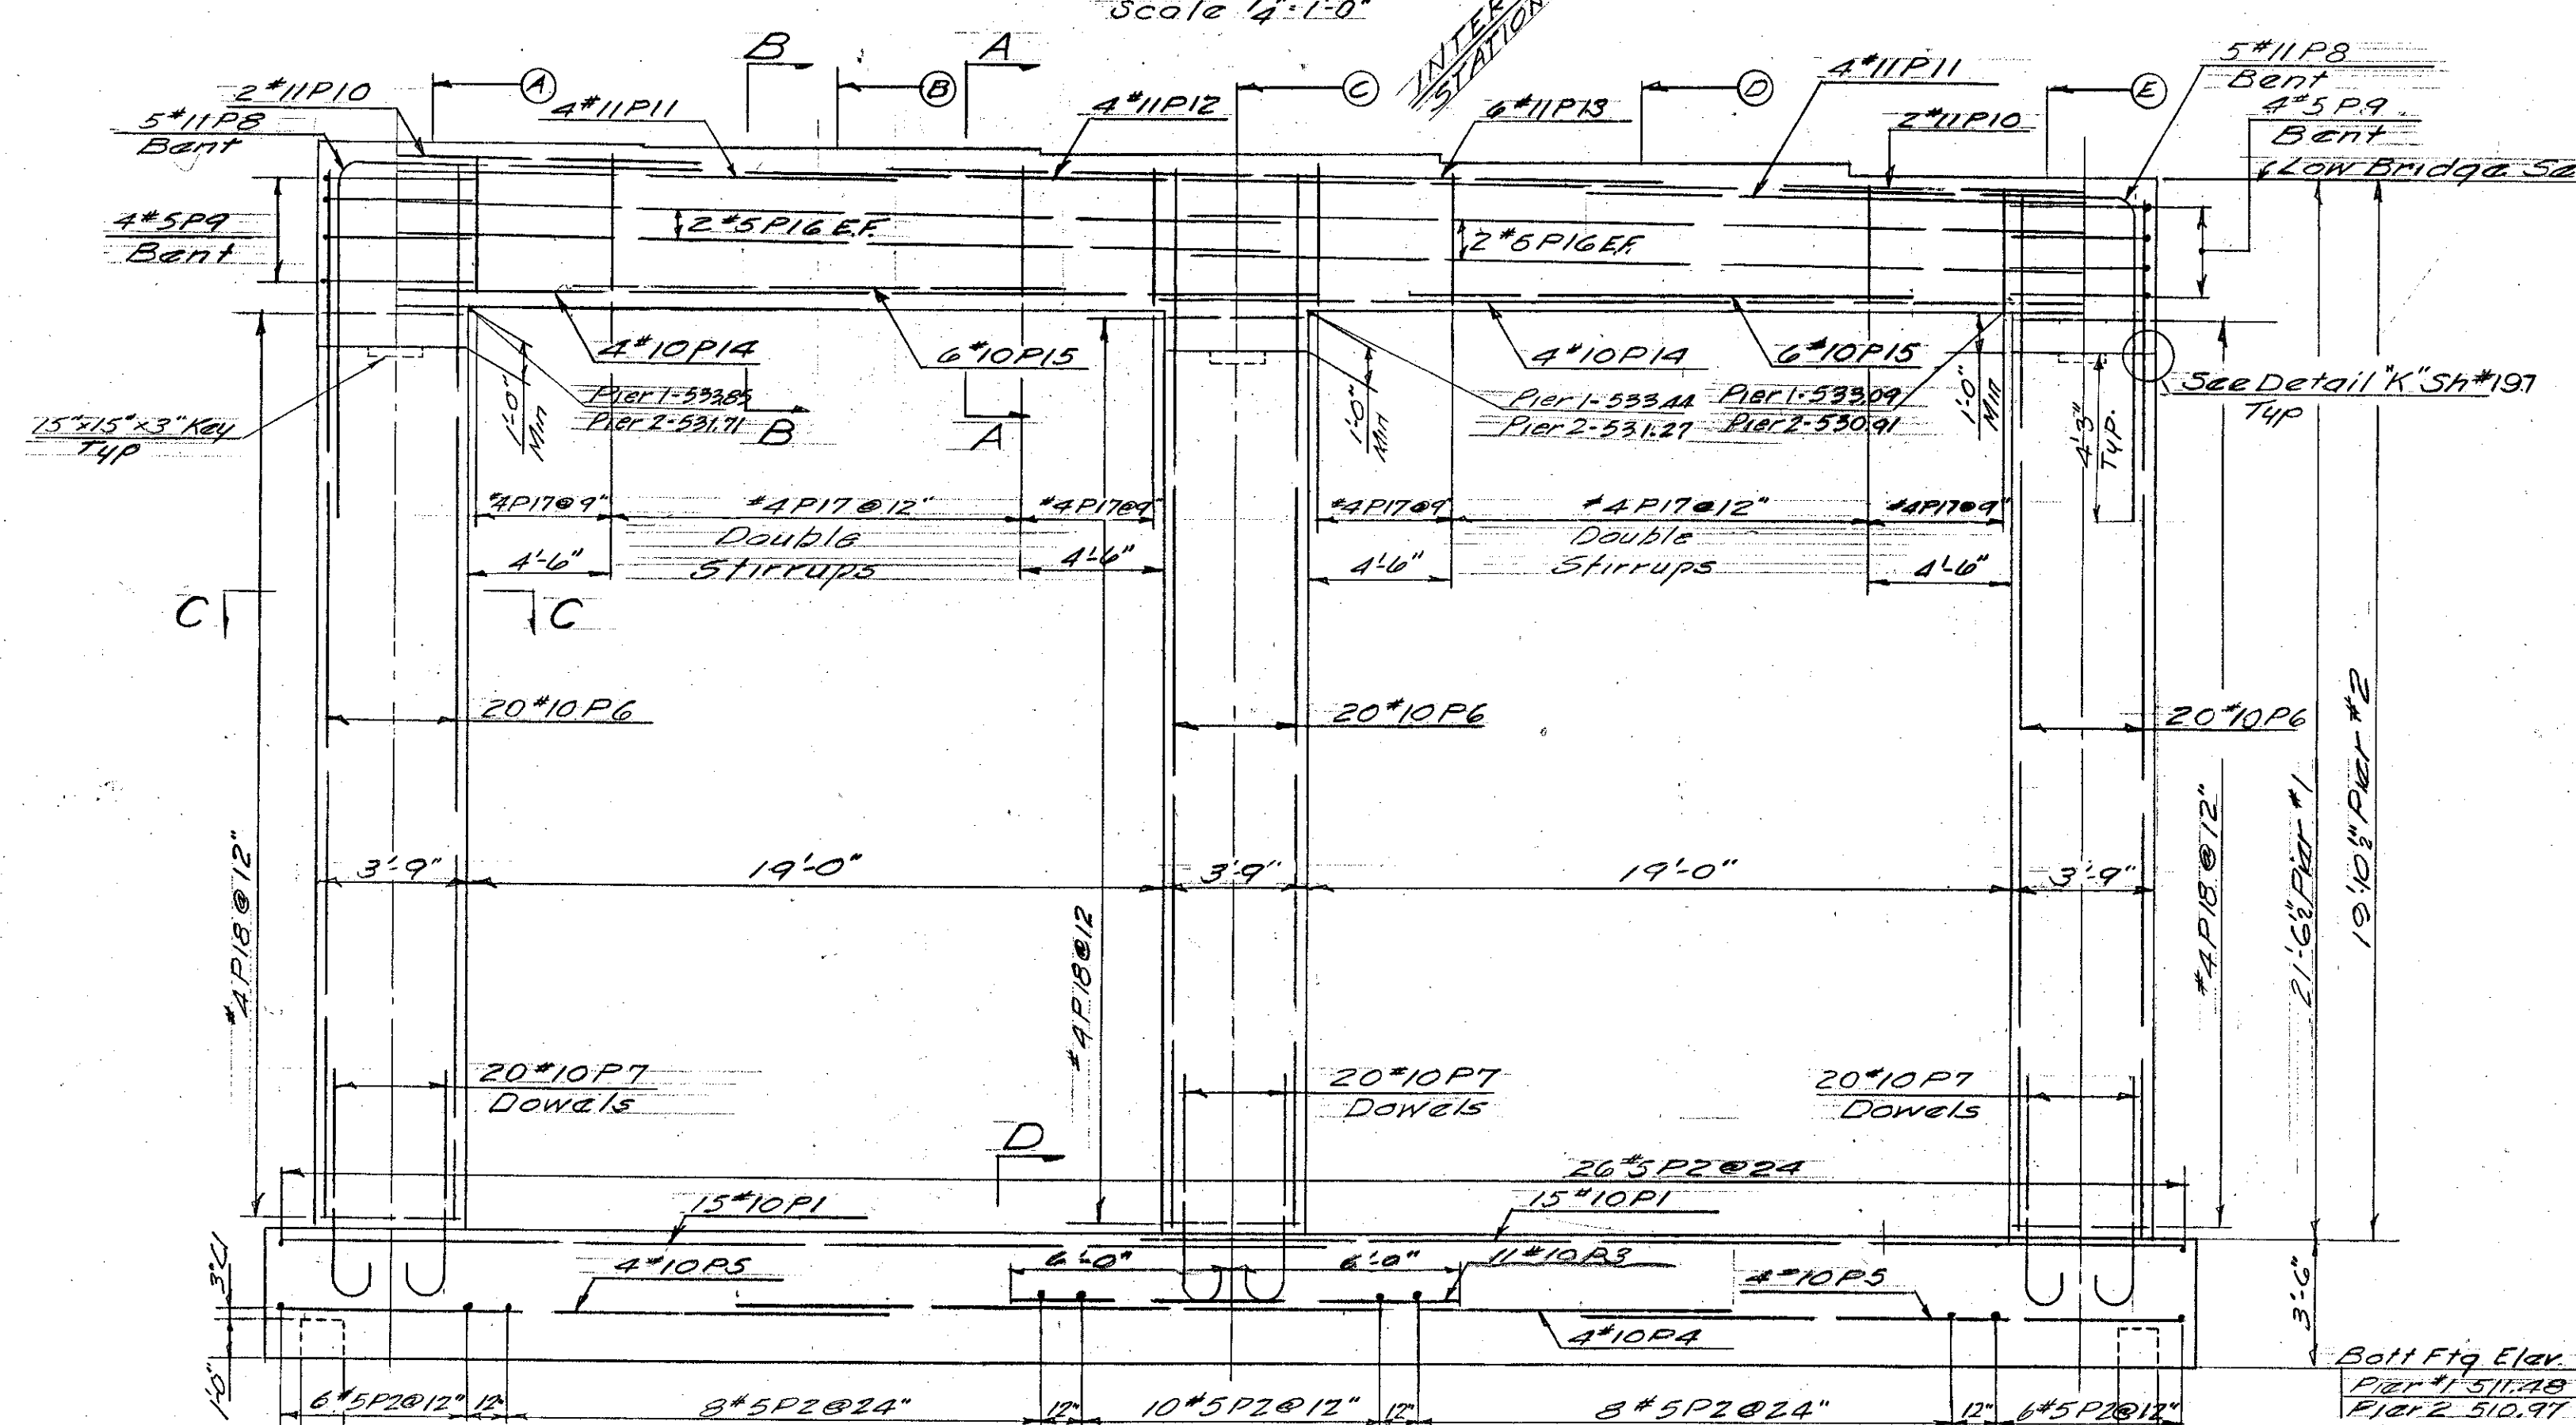 Scale 1/4"=1'-0"
INTER
STATION
B
A
A
B
C
D
E
5#11P8
Bent
2#11P10
4#11P11
4#11P12
6#11P13
4#11P11
2#11P10
5#11P8
Bent
4#5P9
Bent
Low Bridge Se
4#5P9
Bent
2#5P16 E.F.
2#5P16 E.F.
4#10P14
6#10P15
4#10P14
6#10P15
See Detail "K" Sh#197
Typ
15"x15"x3" Key
Typ
1'-0"
Min
Pier 1-533.85
Pier 2-531.71
B
A
1'-0"
Min
Pier 1-533.44
Pier 2-531.27
Pier 1-533.09
Pier 2-530.91
1'-0"
Min
4'-3"
Typ.
#4P17@9"
#4P17@12"
Double
Stirrups
#4P17@9"
#4P17@9"
#4P17@12"
Double
Stirrups
#4P17@9"
4'-6"
4'-6"
4'-6"
4'-6"
C
C
20#10P6
20#10P6
20#10P6
3'-9"
19'-0"
3'-9"
19'-0"
3'-9"
#4P18@12"
#4P18@12
#4P18@12"
21'-6½" Pier #1
19'-10½" Pier #2
20#10P7
Dowels
20#10P7
Dowels
20#10P7
Dowels
D
26#5P2@24
15#10P1
15#10P1
4#10P5
6'-0"
6'-0"
11#10P3
4#10P5
4#10P4
3"Cl
1'-0"
3'-6"
6#5P2@12"
12"
8#5P2@24"
12"
10#5P2@12"
12"
8#5P2@24"
12"
6#5P2@12"
Bott Ftg Elev.
Pier #1 511.48
Pier 2 510.97